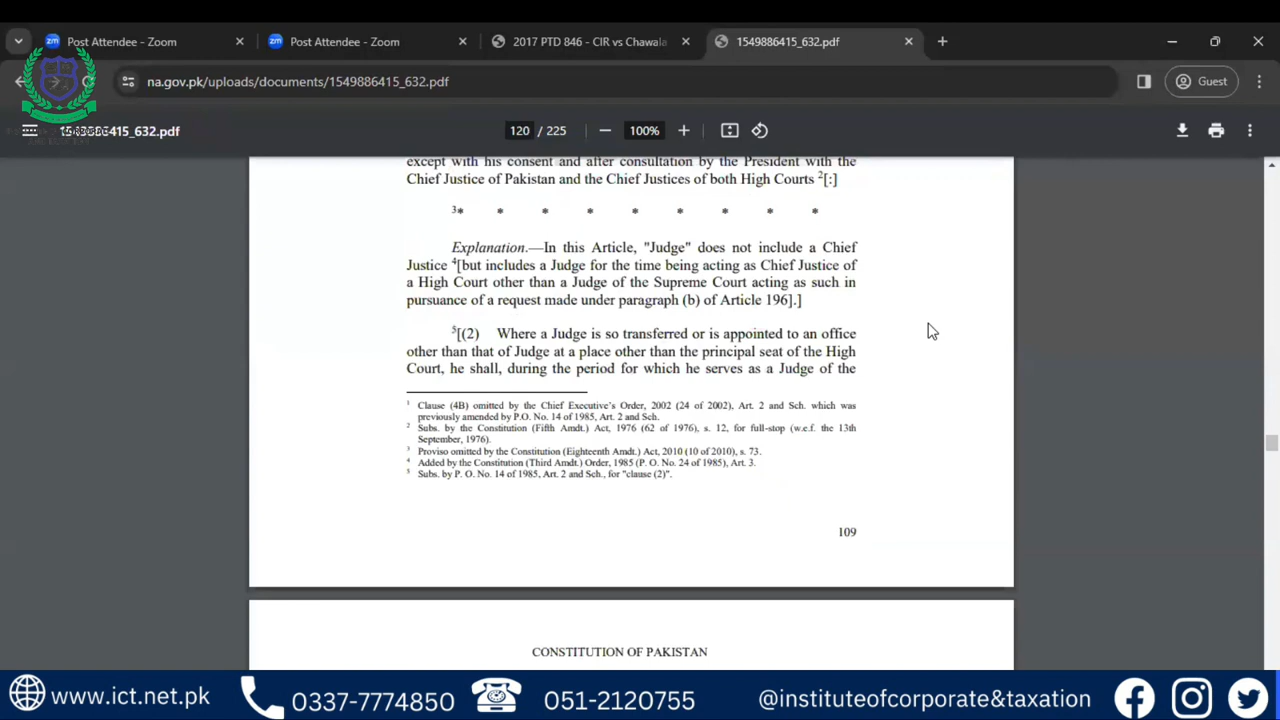 Post Attendee - Zoom
Post Attendee - Zoom
2017 PTD 846 - CIR vs Chawala
1549886415_632.pdf
na.gov.pk/uploads/documents/1549886415_632.pdf
Guest
1549886415_632.pdf
120 / 225
100%
except with his consent and after consultation by the President with the
Chief Justice of Pakistan and the Chief Justices of both High Courts 2[:]
3* * * * * * * * *
Explanation.—In this Article, "Judge" does not include a Chief
Justice 4[but includes a Judge for the time being acting as Chief Justice of
a High Court other than a Judge of the Supreme Court acting as such in
pursuance of a request made under paragraph (b) of Article 196].]
5[(2) Where a Judge is so transferred or is appointed to an office
other than that of Judge at a place other than the principal seat of the High
Court, he shall, during the period for which he serves as a Judge of the
1 Clause (4B) omitted by the Chief Executive's Order, 2002 (24 of 2002), Art. 2 and Sch. which was
previously amended by P.O. No. 14 of 1985, Art. 2 and Sch.
2 Subs. by the Constitution (Fifth Amdt.) Act, 1976 (62 of 1976), s. 12, for full-stop (w.e.f. the 13th
September, 1976).
3 Proviso omitted by the Constitution (Eighteenth Amdt.) Act, 2010 (10 of 2010), s. 73.
4 Added by the Constitution (Third Amdt.) Order, 1985 (P. O. No. 24 of 1985), Art. 3.
5 Subs. by P. O. No. 14 of 1985, Art. 2 and Sch., for "clause (2)".
109
CONSTITUTION OF PAKISTAN
www.ict.net.pk
0337-7774850
051-2120755
@instituteofcorporate&taxation